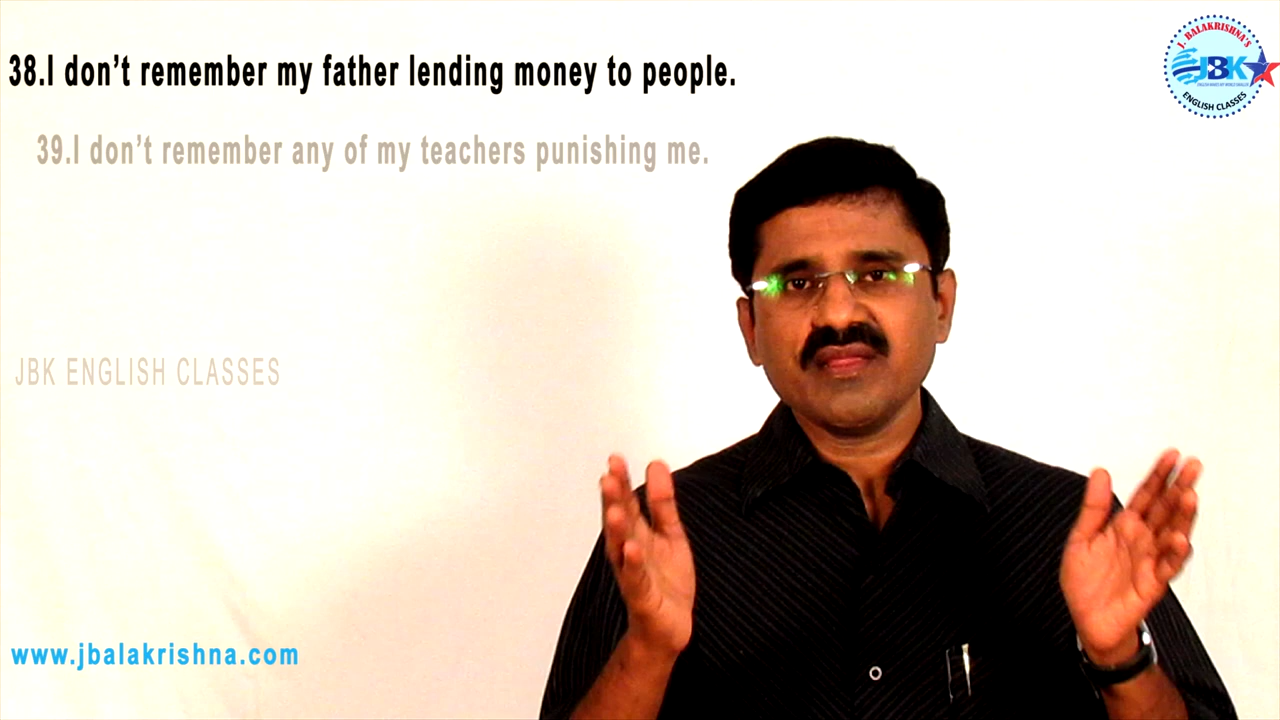 38.I don’t remember my father lending money to people.
39.I don’t remember any of my teachers punishing me.
JBK ENGLISH CLASSES
www.jbalakrishna.com
J. BALAKRISHNA'S
JBK
ENGLISH CLASSES